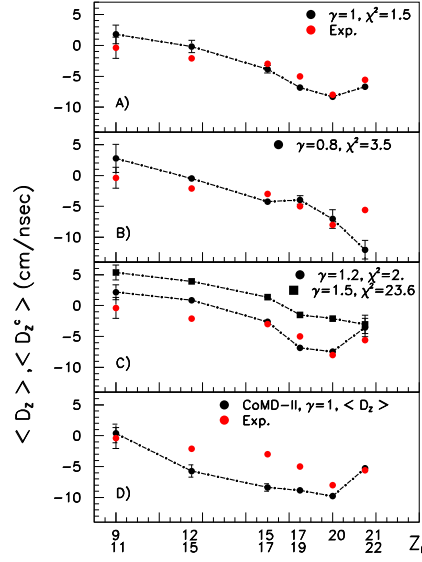 γ=1, χ²=1.5
Exp.
5
0
−5
−10
A)
γ=0.8, χ²=3.5
5
0
−5
−10
B)
γ=1.2, χ²=2.
γ=1.5, χ²=23.6
5
0
−5
−10
C)
CoMD−II, γ=1, < D_Z >
Exp.
5
0
−5
−10
D)
< D_Z > , < D_Z^c > (cm/nsec)
9 12 15 17 20 21
11 15 17 19 22